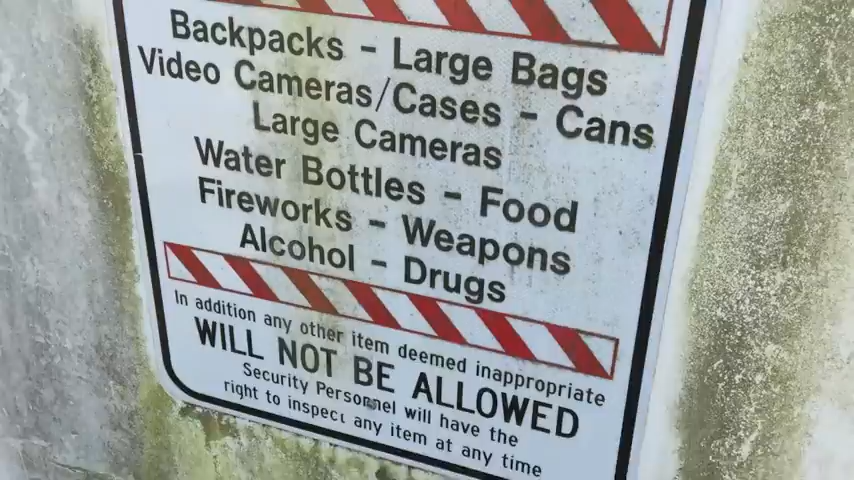 Backpacks - Large Bags
Video Cameras/Cases - Cans
Large Cameras
Water Bottles - Food
Fireworks - Weapons
Alcohol - Drugs
In addition any other item deemed inappropriate
WILL NOT BE ALLOWED
Security Personnel will have the
right to inspect any item at any time